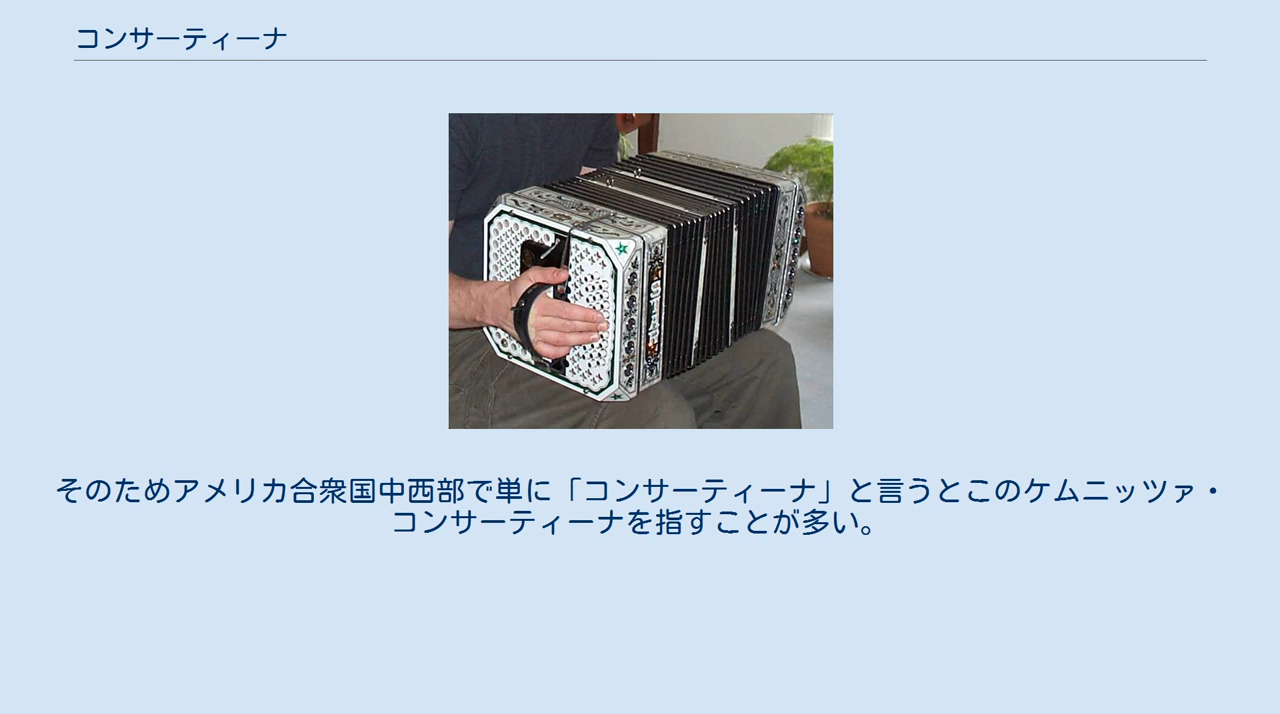 コンサーティーナ
STAR
そのためアメリカ合衆国中西部で単に「コンサーティーナ」と言うとこのケムニッツァ・
コンサーティーナを指すことが多い。